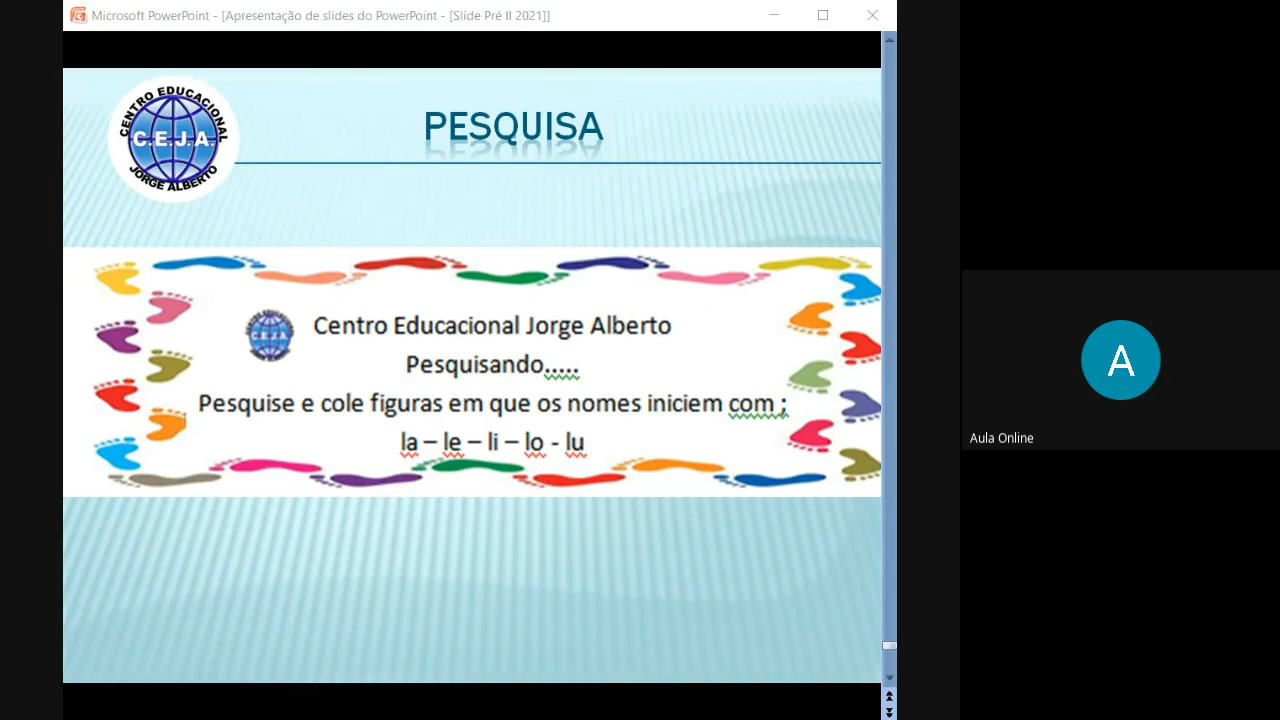 Microsoft PowerPoint - [Apresentação de slides do PowerPoint - [Slide Pré II 2021]]
CENTRO EDUCACIONAL
C.E.J.A.
JORGE ALBERTO
PESQUISA
C.E.J.A.
Centro Educacional Jorge Alberto
Pesquisando.....
Pesquise e cole figuras em que os nomes iniciem com ;
la – le – li – lo - lu
A
Aula Online